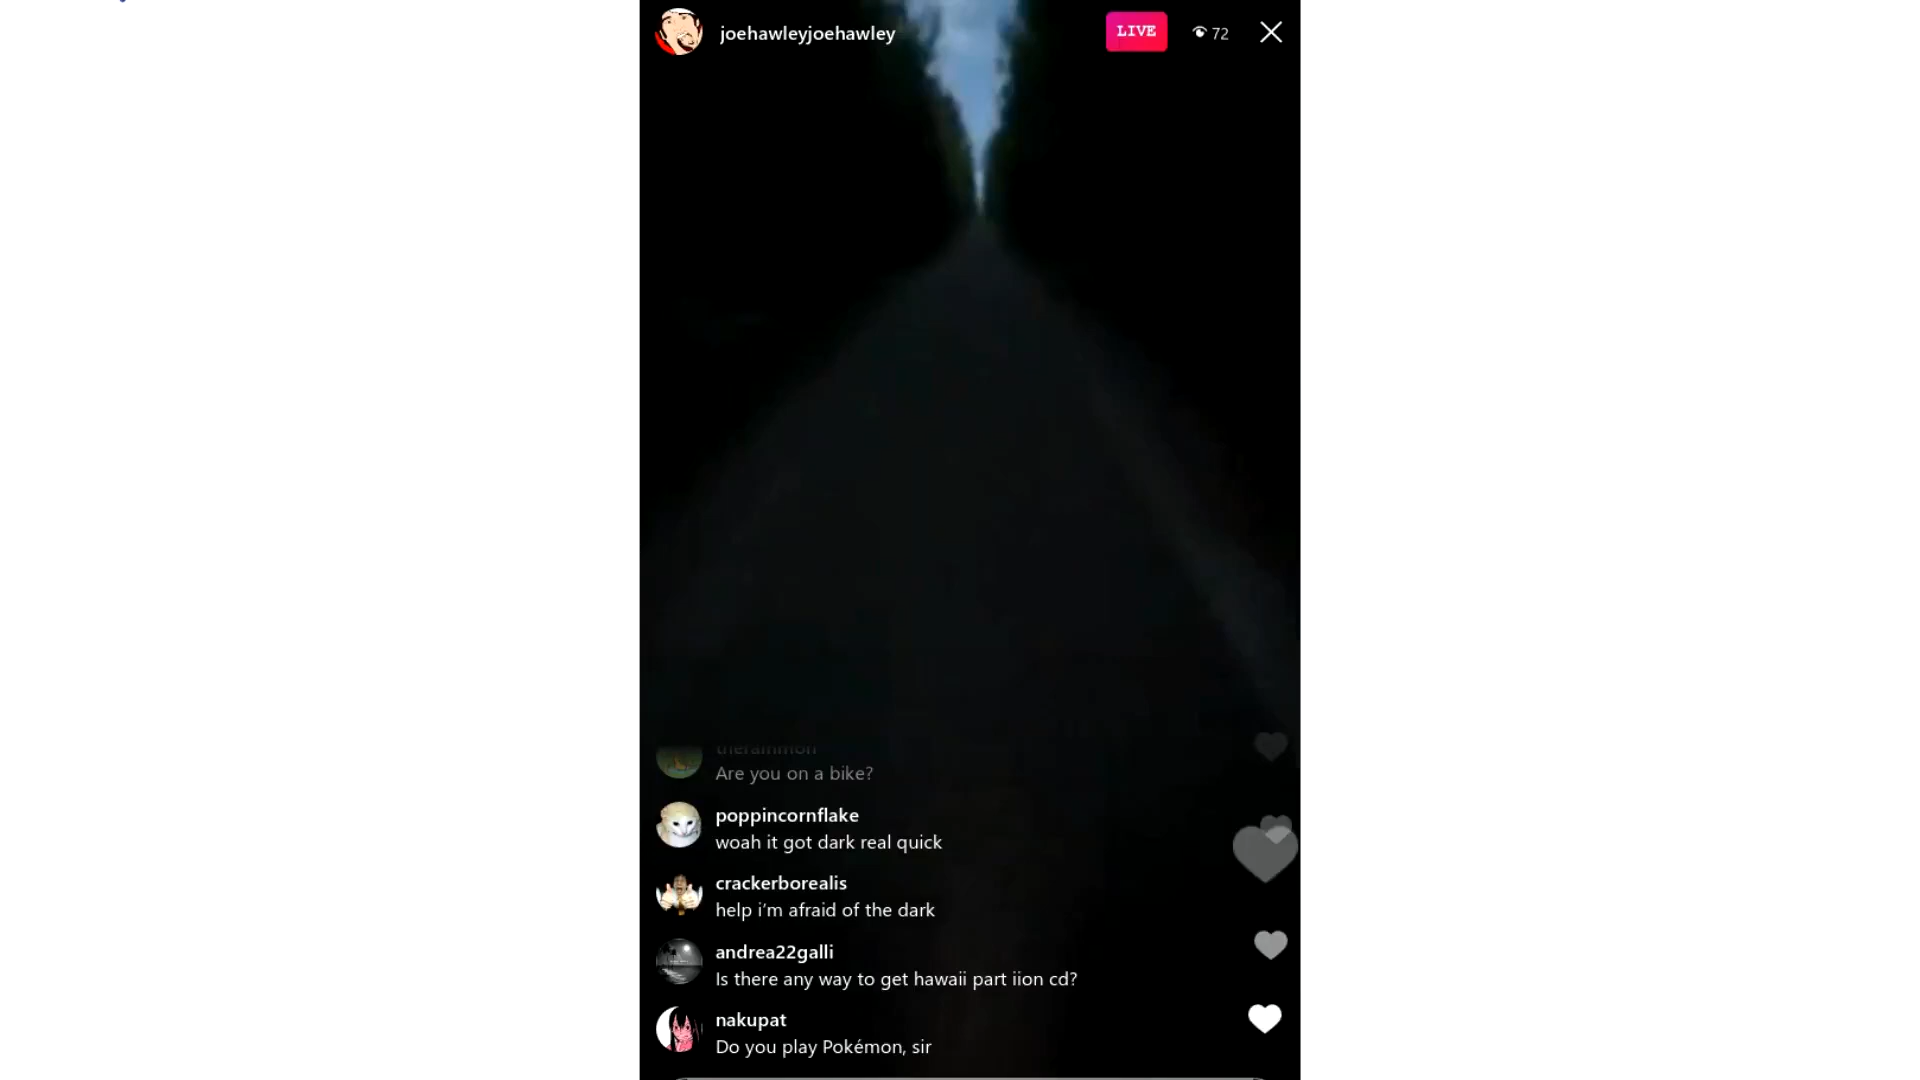 joehawleyjoehawley
LIVE
72
therainmon
Are you on a bike?
poppincornflake
woah it got dark real quick
crackerborealis
help i'm afraid of the dark
andrea22galli
Is there any way to get hawaii part iion cd?
nakupat
Do you play Pokémon, sir